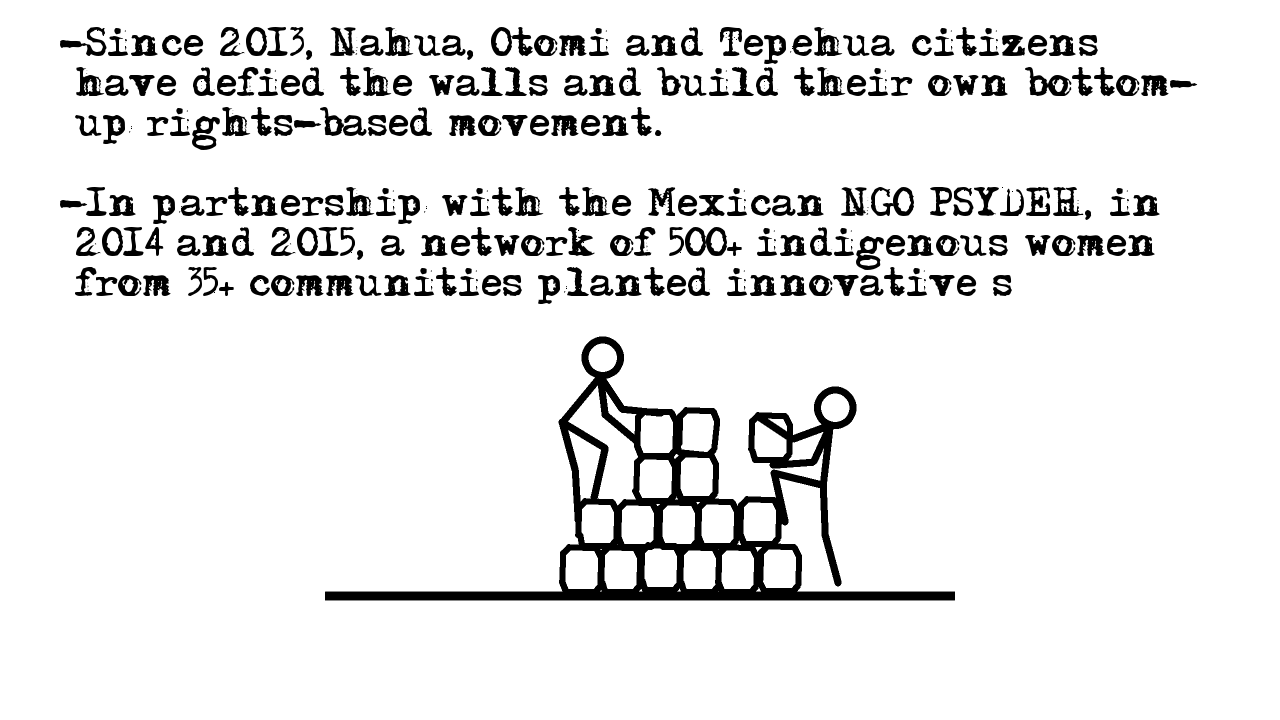 -Since 2013, Nahua, Otomi and Tepehua citizens
have defied the walls and build their own bottom-
up rights-based movement.
-In partnership with the Mexican NGO PSYDEH, in
2014 and 2015, a network of 500+ indigenous women
from 35+ communities planted innovative s